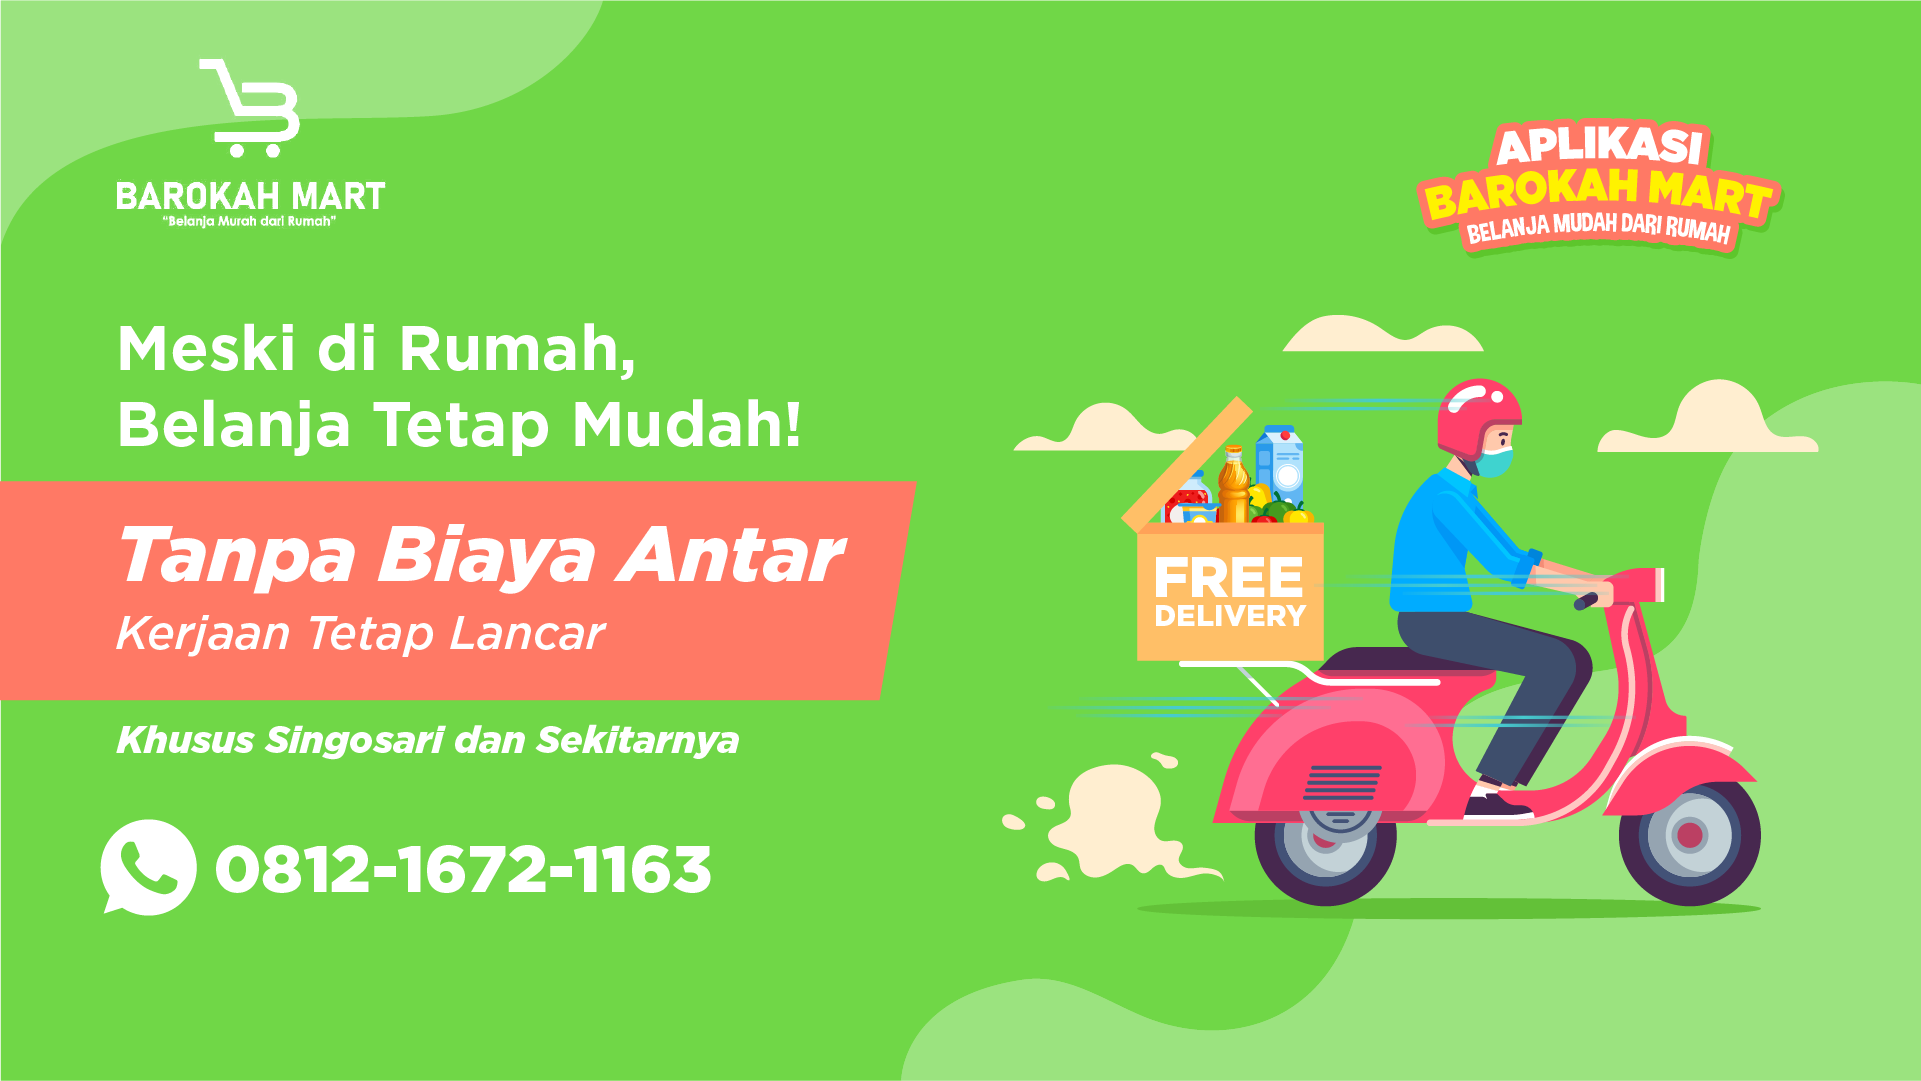 BAROKAH MART
"Belanja Murah dari Rumah"
APLIKASI
BAROKAH MART
BELANJA MUDAH DARI RUMAH
Meski di Rumah,
Belanja Tetap Mudah!
Tanpa Biaya Antar
Kerjaan Tetap Lancar
Khusus Singosari dan Sekitarnya
0812-1672-1163
FREE
DELIVERY